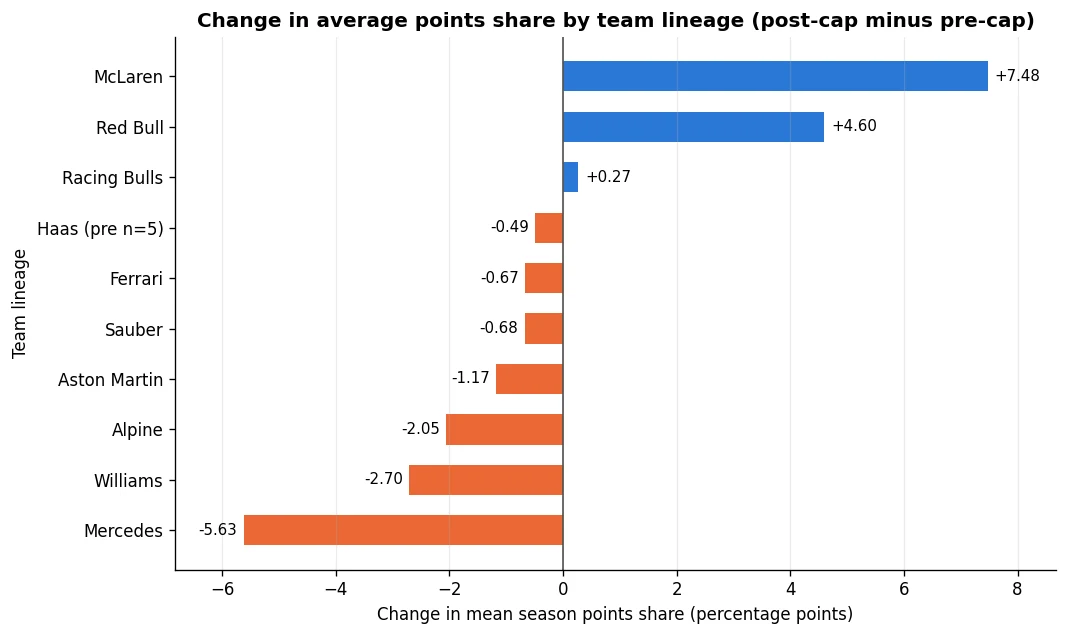 Change in average points share by team lineage (post-cap minus pre-cap)
McLaren
+7.48
Red Bull
+4.60
Racing Bulls
+0.27
Haas (pre n=5)
-0.49
Ferrari
-0.67
Sauber
-0.68
Aston Martin
-1.17
Alpine
-2.05
Williams
-2.70
Mercedes
-5.63
Team lineage
−6 −4 −2 0 2 4 6 8
Change in mean season points share (percentage points)